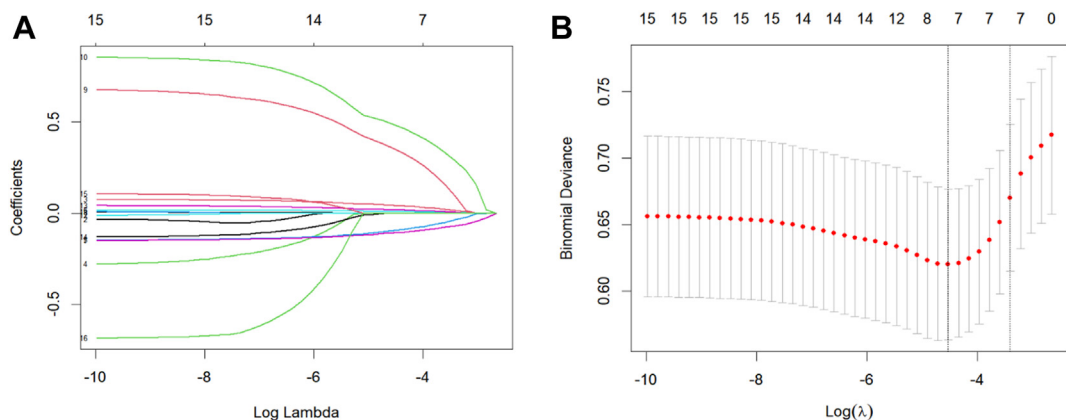 A
15 15 14 7
0.5
0.0
-0.5
Coefficients
10
9
15
4
16
-10 -8 -6 -4
Log Lambda
B
15 15 15 15 15 14 14 12 8 7 7 7 0
0.75
0.70
0.65
0.60
Binomial Deviance
-10 -8 -6 -4
Log(λ)